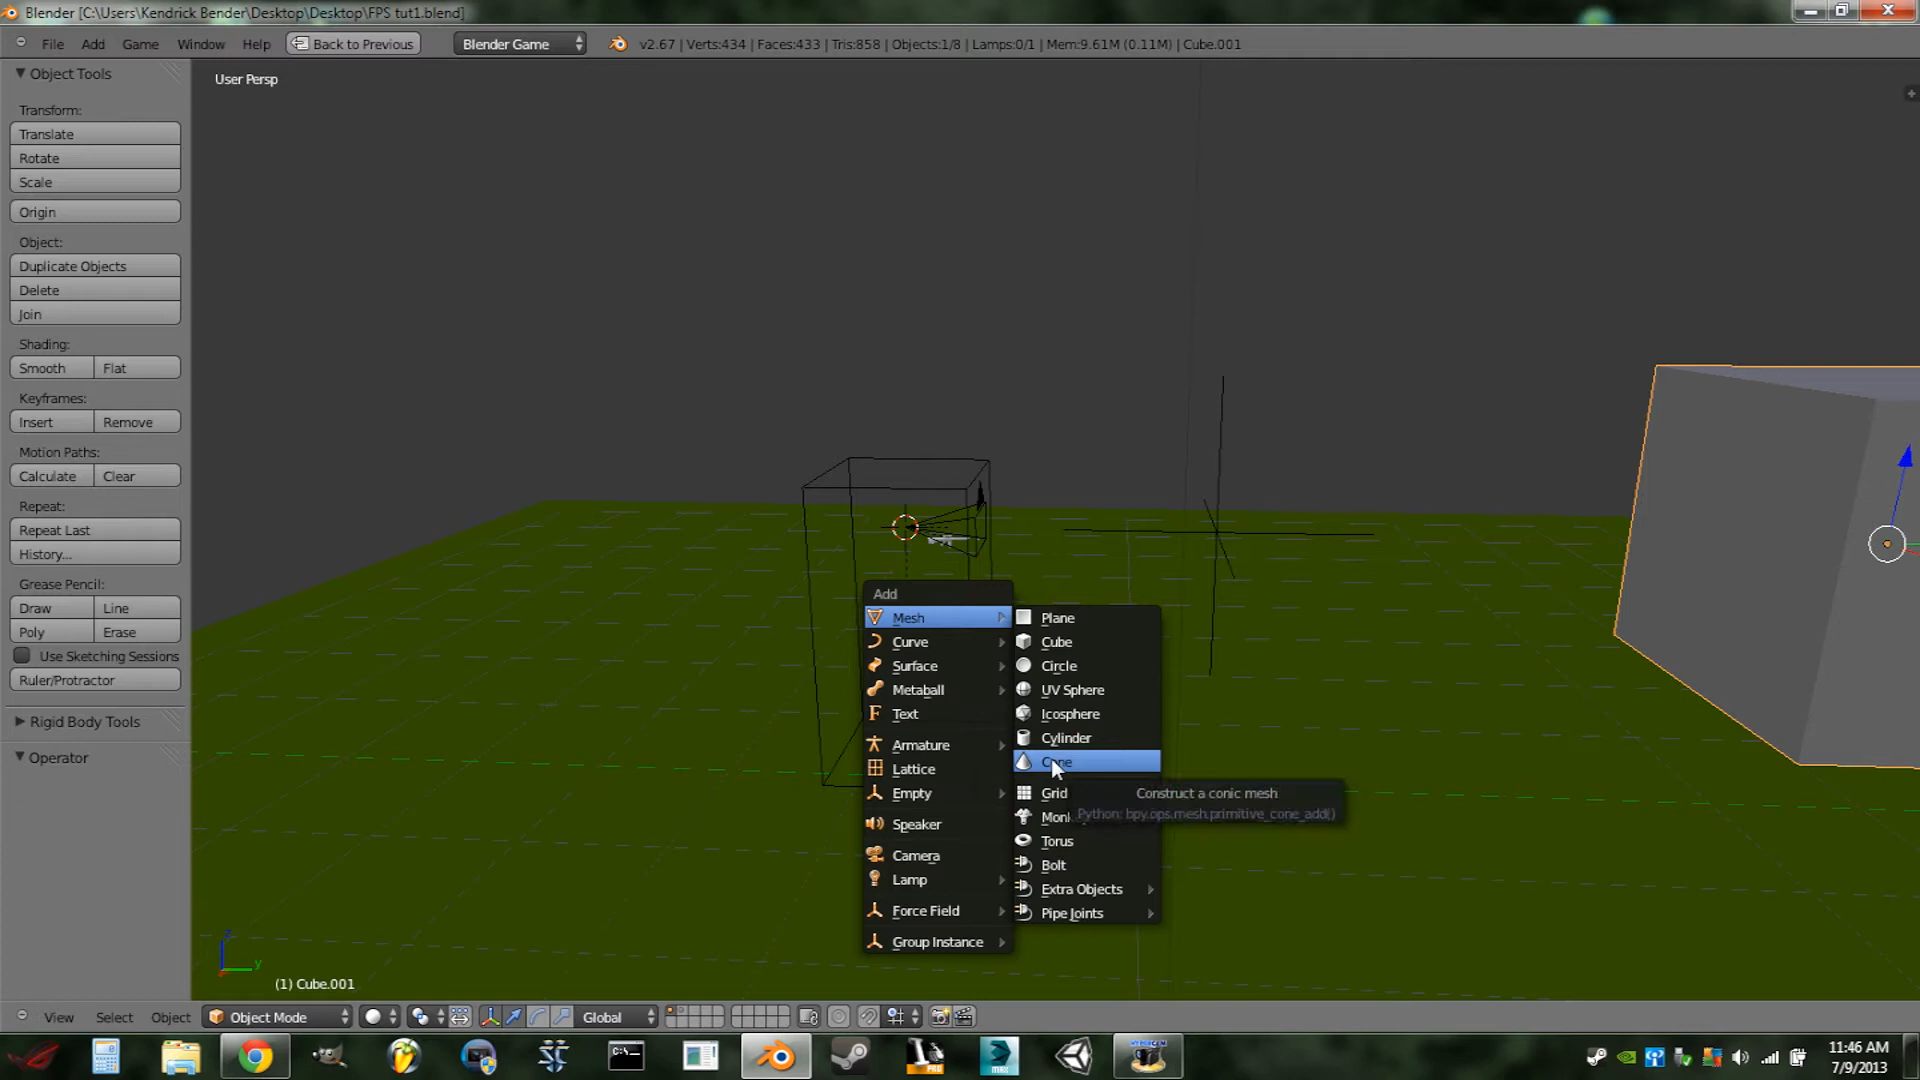 Blender [C:\Users\Kendrick Bender\Desktop\Desktop\FPS tut1.blend]
File Add Game Window Help Back to Previous Blender Game v2.67 | Verts:434 | Faces:433 | Tris:858 | Objects:1/8 | Lamps:0/1 | Mem:9.61M (0.11M) | Cube.001
Object Tools
User Persp
Transform:
Translate
Rotate
Scale
Origin
Object:
Duplicate Objects
Delete
Join
Shading:
Smooth Flat
Keyframes:
Insert Remove
Motion Paths:
Calculate Clear
Repeat:
Repeat Last
History...
Grease Pencil:
Draw Line
Poly Erase
Use Sketching Sessions
Ruler/Protractor
Rigid Body Tools
Operator
Add
Mesh
Curve
Surface
Metaball
Text
Armature
Lattice
Empty
Speaker
Camera
Lamp
Force Field
Group Instance
Plane
Cube
Circle
UV Sphere
Icosphere
Cylinder
Cone
Grid
Torus
Bolt
Extra Objects
Pipe Joints
Construct a conic mesh
Python: bpy.ops.mesh.primitive_cone_add()
z
y
(1) Cube.001
View Select Object Object Mode Global
11:46 AM
7/9/2013